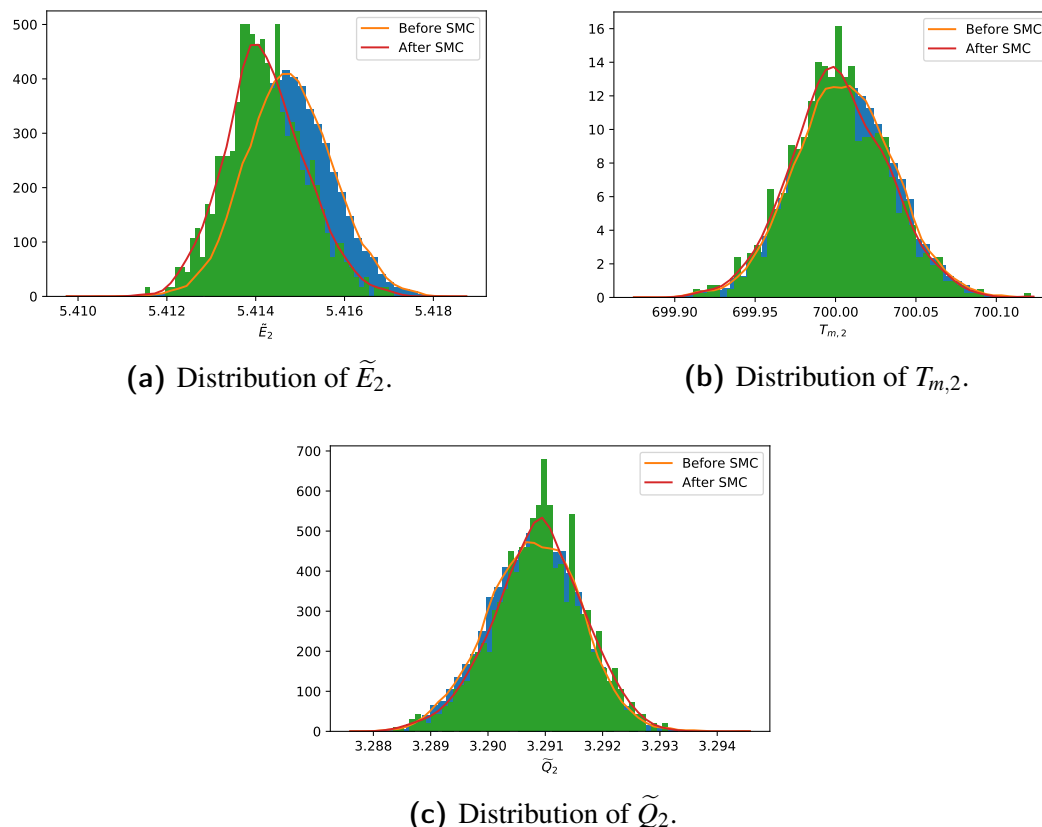 500
400
300
200
100
0
5.410 5.412 5.414 5.416 5.418
Ẽ₂
Before SMC
After SMC
(a) Distribution of Ẽ₂.
16
14
12
10
8
6
4
2
0
699.90 699.95 700.00 700.05 700.10
Tₘ,₂
Before SMC
After SMC
(b) Distribution of Tₘ,₂.
700
600
500
400
300
200
100
0
3.288 3.289 3.290 3.291 3.292 3.293 3.294
Q̃₂
Before SMC
After SMC
(c) Distribution of Q̃₂.